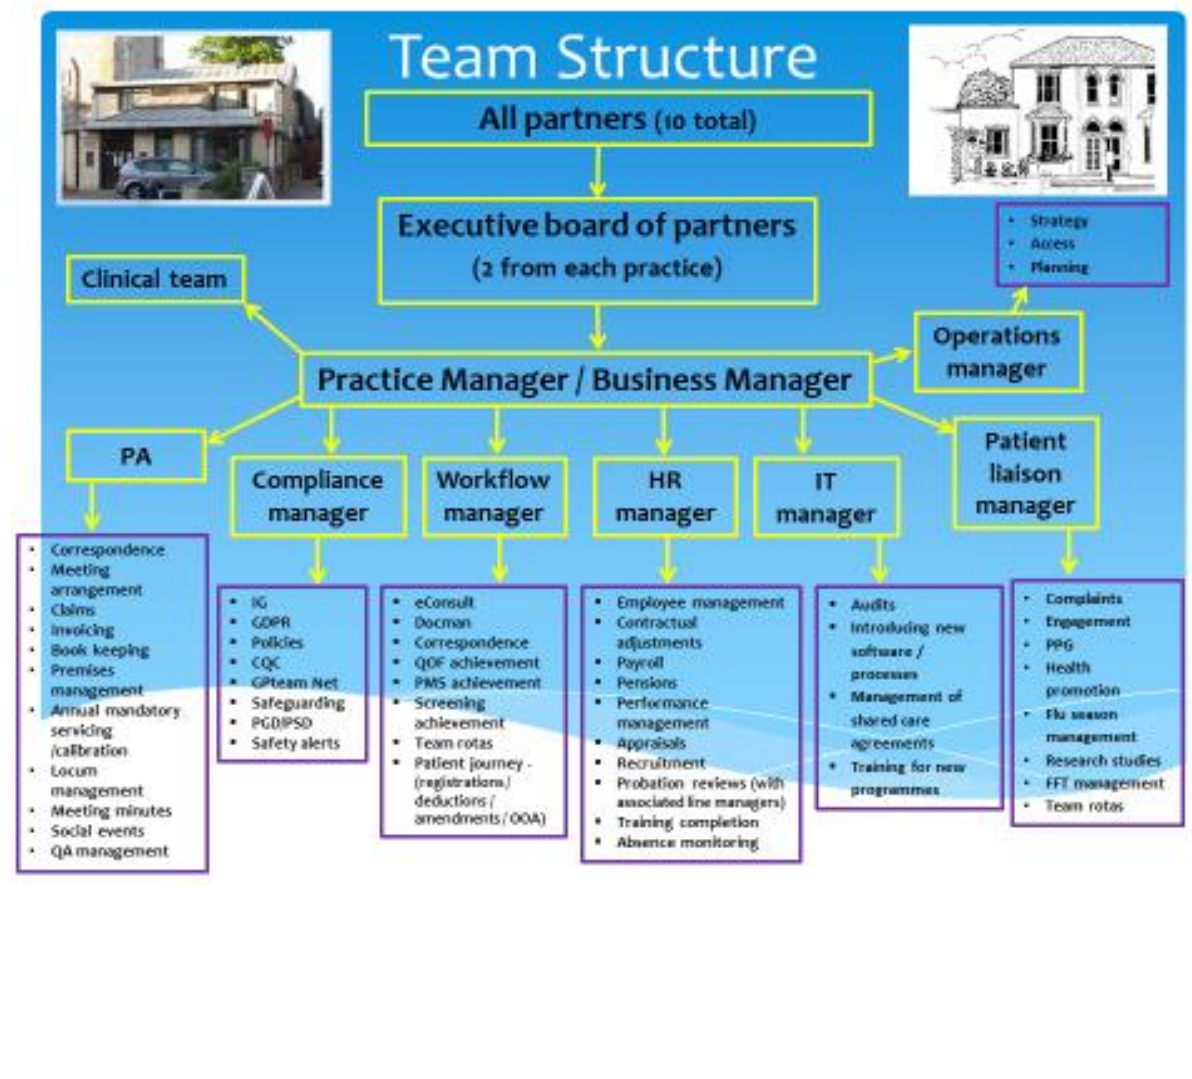 Team Structure
All partners (10 total)
Executive board of partners
(2 from each practice)
Clinical team
• Strategy
• Access
• Planning
Operations
manager
Practice Manager / Business Manager
PA
Compliance
manager
Workflow
manager
HR
manager
IT
manager
Patient
liaison
manager
• Correspondence
• Meeting
arrangement
• Claims
• Invoicing
• Book keeping
• Premises
management
• Annual mandatory
servicing
/calibration
• Locum
management
• Meeting minutes
• Social events
• QA management
• IG
• GDPR
• Policies
• CQC
• GPteam Net
• Safeguarding
• PGD/PSD
• Safety alerts
• eConsult
• Docman
• Correspondence
• QOF achievement
• PMS achievement
• Screening
achievement
• Team rotas
• Patient journey -
(registrations/
deductions /
amendments / OOA)
• Employee management
• Contractual
adjustments
• Payroll
• Pensions
• Performance
management
• Appraisals
• Recruitment
• Probation reviews (with
associated line managers)
• Training completion
• Absence monitoring
• Audits
• Introducing new
software /
processes
• Management of
shared care
agreements
• Training for new
programmes
• Complaints
• Engagement
• PPG
• Health
promotion
• Flu season
management
• Research studies
• FFT management
• Team rotas